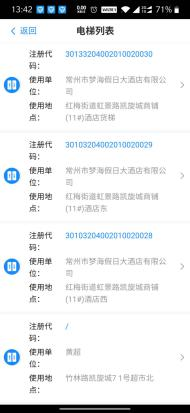 13:42
0.00
71%
返回
电梯列表
注册代码：
30133204002010020030
使用单位：
常州市梦海假日大酒店有限公司
使用地点：
红梅街道虹景路凯旋城商铺(11#)酒店货梯
注册代码：
30103204002010020029
使用单位：
常州市梦海假日大酒店有限公司
使用地点：
红梅街道虹景路凯旋城商铺(11#)酒店东
注册代码：
30103204002010020028
使用单位：
常州市梦海假日大酒店有限公司
使用地点：
红梅街道虹景路凯旋城商铺(11#)酒店西
注册代码：
/
使用单位：
黄超
使用地点：
竹林路凯旋城7 1号超市北